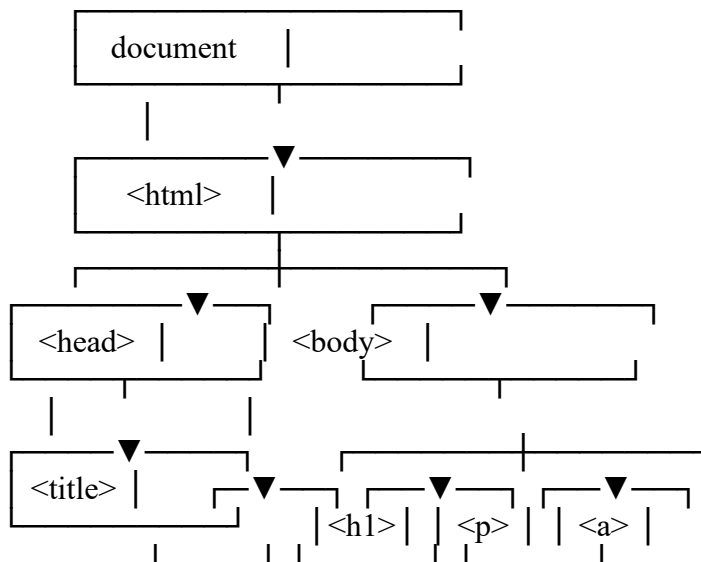 document
<html>
<head> <body>
<title>
<h1> <p> <a>